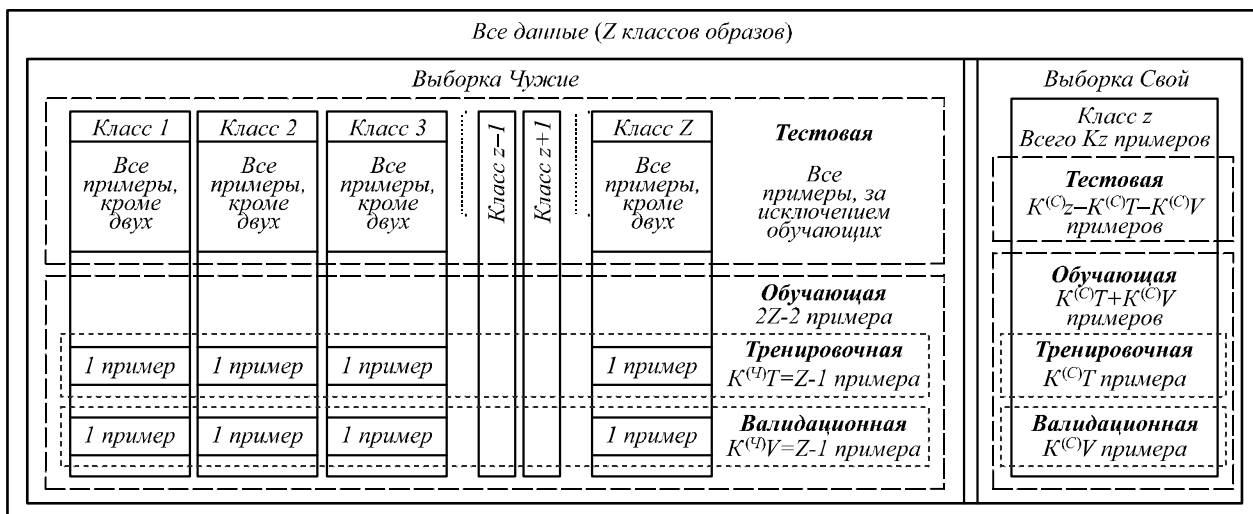 Все данные (Z классов образов)
Выборка Чужие
Класс 1
Все
примеры,
кроме
двух
Класс 2
Все
примеры,
кроме
двух
Класс 3
Все
примеры,
кроме
двух
Класс z–1
Класс z+1
Класс Z
Все
примеры,
кроме
двух
Тестовая
Все
примеры, за
исключением
обучающих
Обучающая
2Z-2 примера
1 пример
1 пример
1 пример
1 пример
Тренировочная
K(Ч)T=Z-1 примера
1 пример
1 пример
1 пример
1 пример
Валидационная
K(Ч)V=Z-1 примера
Выборка Свой
Класс z
Всего Kz примеров
Тестовая
K(C)z–K(C)T–K(C)V
примеров
Обучающая
K(C)T+K(C)V
примеров
Тренировочная
K(C)T примера
Валидационная
K(C)V примера